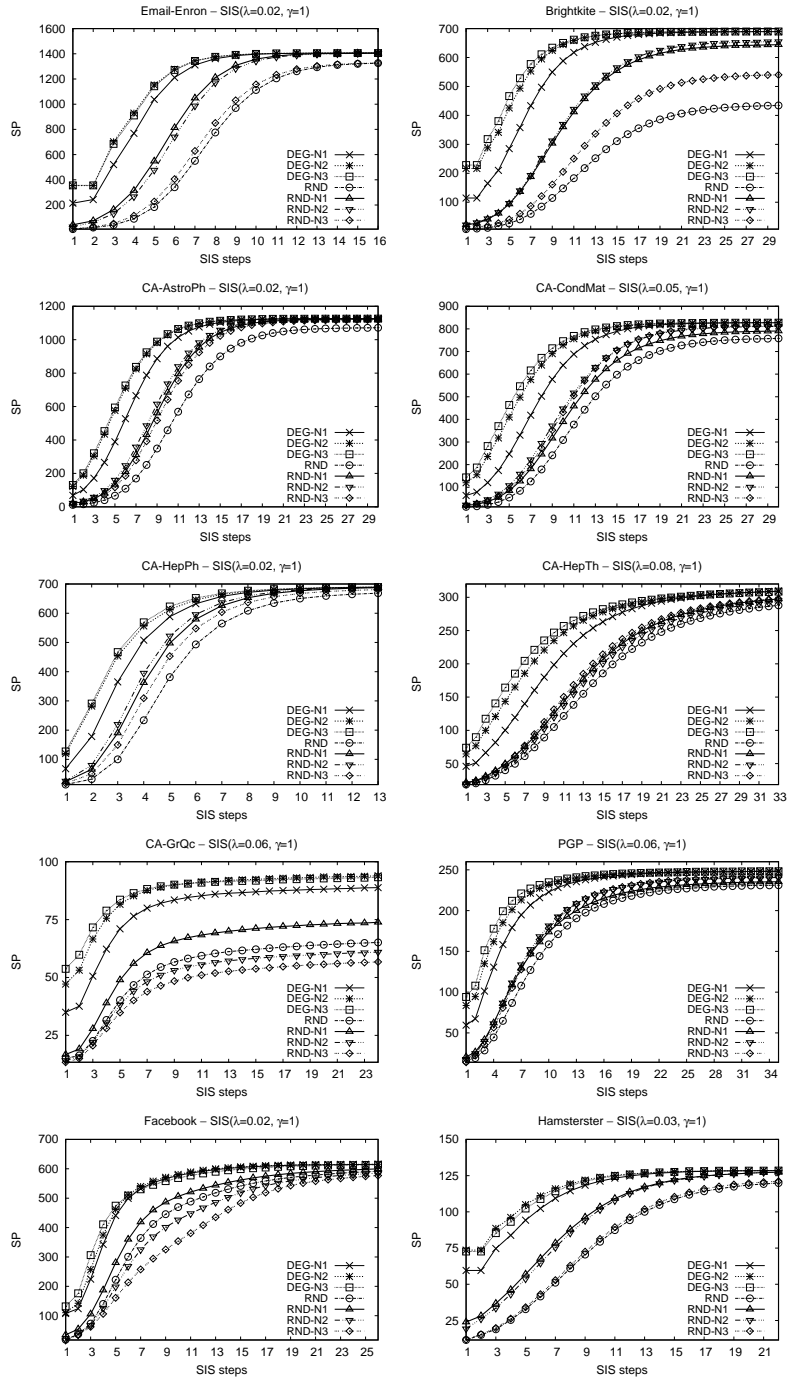 Email-Enron – SIS(λ=0.02, γ=1)
SP
1600
1400
1200
1000
800
600
400
200
DEG-N1
DEG-N2
DEG-N3
RND
RND-N1
RND-N2
RND-N3
1 2 3 4 5 6 7 8 9 10 11 12 13 14 15 16
SIS steps
Brightkite – SIS(λ=0.02, γ=1)
SP
700
600
500
400
300
200
100
DEG-N1
DEG-N2
DEG-N3
RND
RND-N1
RND-N2
RND-N3
1 3 5 7 9 11 13 15 17 19 21 23 25 27 29
SIS steps
CA-AstroPh – SIS(λ=0.02, γ=1)
SP
1200
1000
800
600
400
200
0
DEG-N1
DEG-N2
DEG-N3
RND
RND-N1
RND-N2
RND-N3
1 3 5 7 9 11 13 15 17 19 21 23 25 27 29
SIS steps
CA-CondMat – SIS(λ=0.05, γ=1)
SP
900
800
700
600
500
400
300
200
100
0
DEG-N1
DEG-N2
DEG-N3
RND
RND-N1
RND-N2
RND-N3
1 3 5 7 9 11 13 15 17 19 21 23 25 27 29
SIS steps
CA-HepPh – SIS(λ=0.02, γ=1)
SP
700
600
500
400
300
200
100
DEG-N1
DEG-N2
DEG-N3
RND
RND-N1
RND-N2
RND-N3
1 2 3 4 5 6 7 8 9 10 11 12 13
SIS steps
CA-HepTh – SIS(λ=0.08, γ=1)
SP
300
250
200
150
100
50
DEG-N1
DEG-N2
DEG-N3
RND
RND-N1
RND-N2
RND-N3
1 3 5 7 9 11 13 15 17 19 21 23 25 27 29 31 33
SIS steps
CA-GrQc – SIS(λ=0.06, γ=1)
SP
100
75
50
25
DEG-N1
DEG-N2
DEG-N3
RND
RND-N1
RND-N2
RND-N3
1 3 5 7 9 11 13 15 17 19 21 23
SIS steps
PGP – SIS(λ=0.06, γ=1)
SP
250
200
150
100
50
DEG-N1
DEG-N2
DEG-N3
RND
RND-N1
RND-N2
RND-N3
1 4 7 10 13 16 19 22 25 28 31 34
SIS steps
Facebook – SIS(λ=0.02, γ=1)
SP
700
600
500
400
300
200
100
DEG-N1
DEG-N2
DEG-N3
RND
RND-N1
RND-N2
RND-N3
1 3 5 7 9 11 13 15 17 19 21 23 25
SIS steps
Hamsterster – SIS(λ=0.03, γ=1)
SP
150
125
100
75
50
25
DEG-N1
DEG-N2
DEG-N3
RND
RND-N1
RND-N2
RND-N3
1 3 5 7 9 11 13 15 17 19 21
SIS steps